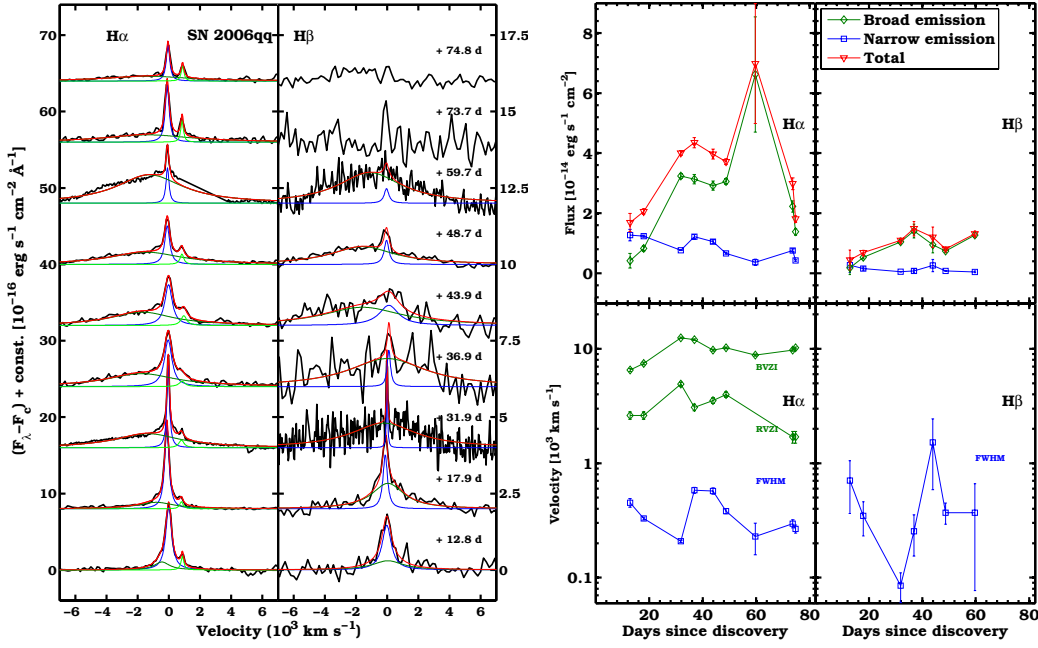 Hα
SN 2006qq
Hβ
+ 74.8 d
+ 73.7 d
+ 59.7 d
+ 48.7 d
+ 43.9 d
+ 36.9 d
+ 31.9 d
+ 17.9 d
+ 12.8 d
70
60
50
40
30
20
10
0
17.5
15
12.5
10
7.5
5
2.5
0
−6 −4 −2 0 2 4 6
−6 −4 −2 0 2 4 6
Velocity [10³ km s⁻¹]
(F_λ−F_c) + const. [10⁻¹⁶ erg s⁻¹ cm⁻² Å⁻¹]
Broad emission
Narrow emission
Total
Hα
Hβ
8
6
4
2
0
Flux [10⁻¹⁴ erg s⁻¹ cm⁻²]
BVZI
Hα
RVZI
FWHM
Hβ
FWHM
10
1
0.1
Velocity [10³ km s⁻¹]
20 40 60 80
20 40 60 80
Days since discovery
Days since discovery